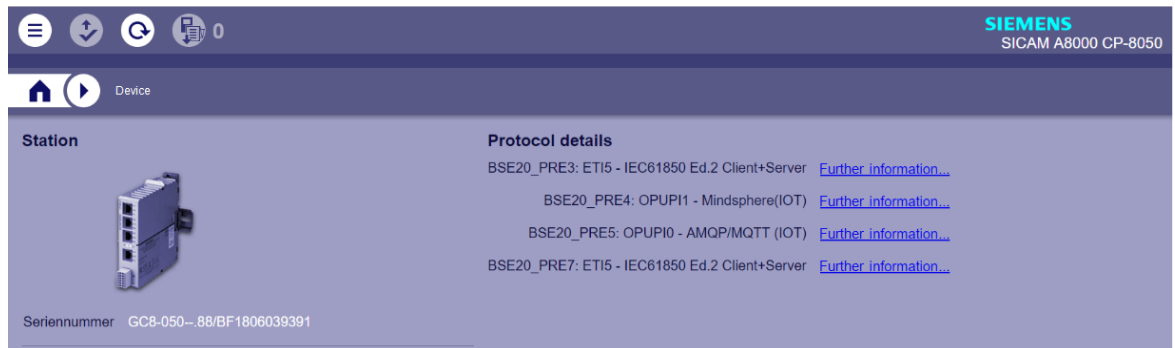 0
SIEMENS
SICAM A8000 CP-8050
Device
Station
Protocol details
BSE20_PRE3: ETI5 - IEC61850 Ed.2 Client+Server Further information...
BSE20_PRE4: OPUPI1 - Mindsphere(IOT) Further information...
BSE20_PRE5: OPUPI0 - AMQP/MQTT (IOT) Further information...
BSE20_PRE7: ETI5 - IEC61850 Ed.2 Client+Server Further information...
Seriennummer GC8-050--.88/BF1806039391